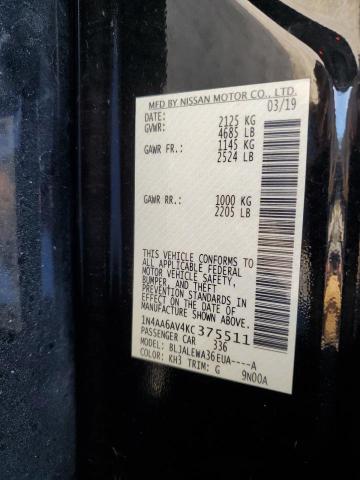 MFD BY NISSAN MOTOR CO., LTD.
DATE: 03/19
GVWR: 2125 KG
4685 LB
GAWR FR.: 1145 KG
2524 LB
GAWR RR.: 1000 KG
2205 LB
THIS VEHICLE CONFORMS TO
ALL APPLICABLE FEDERAL
MOTOR VEHICLE SAFETY,
BUMPER, AND THEFT
PREVENTION STANDARDS IN
EFFECT ON THE DATE OF
MANUFACTURE SHOWN ABOVE.
1N4AA6AV4KC375511
PASSENGER CAR 336
MODEL: BLJALEWA36EUA----A
COLOR: KH3 TRIM: G 9N00A